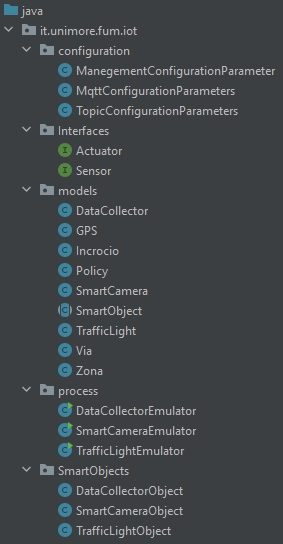 java
it.unimore.fum.iot
configuration
ManegementConfigurationParameter
MqttConfigurationParameters
TopicConfigurationParameters
Interfaces
Actuator
Sensor
models
DataCollector
GPS
Incrocio
Policy
SmartCamera
SmartObject
TrafficLight
Via
Zona
process
DataCollectorEmulator
SmartCameraEmulator
TrafficLightEmulator
SmartObjects
DataCollectorObject
SmartCameraObject
TrafficLightObject